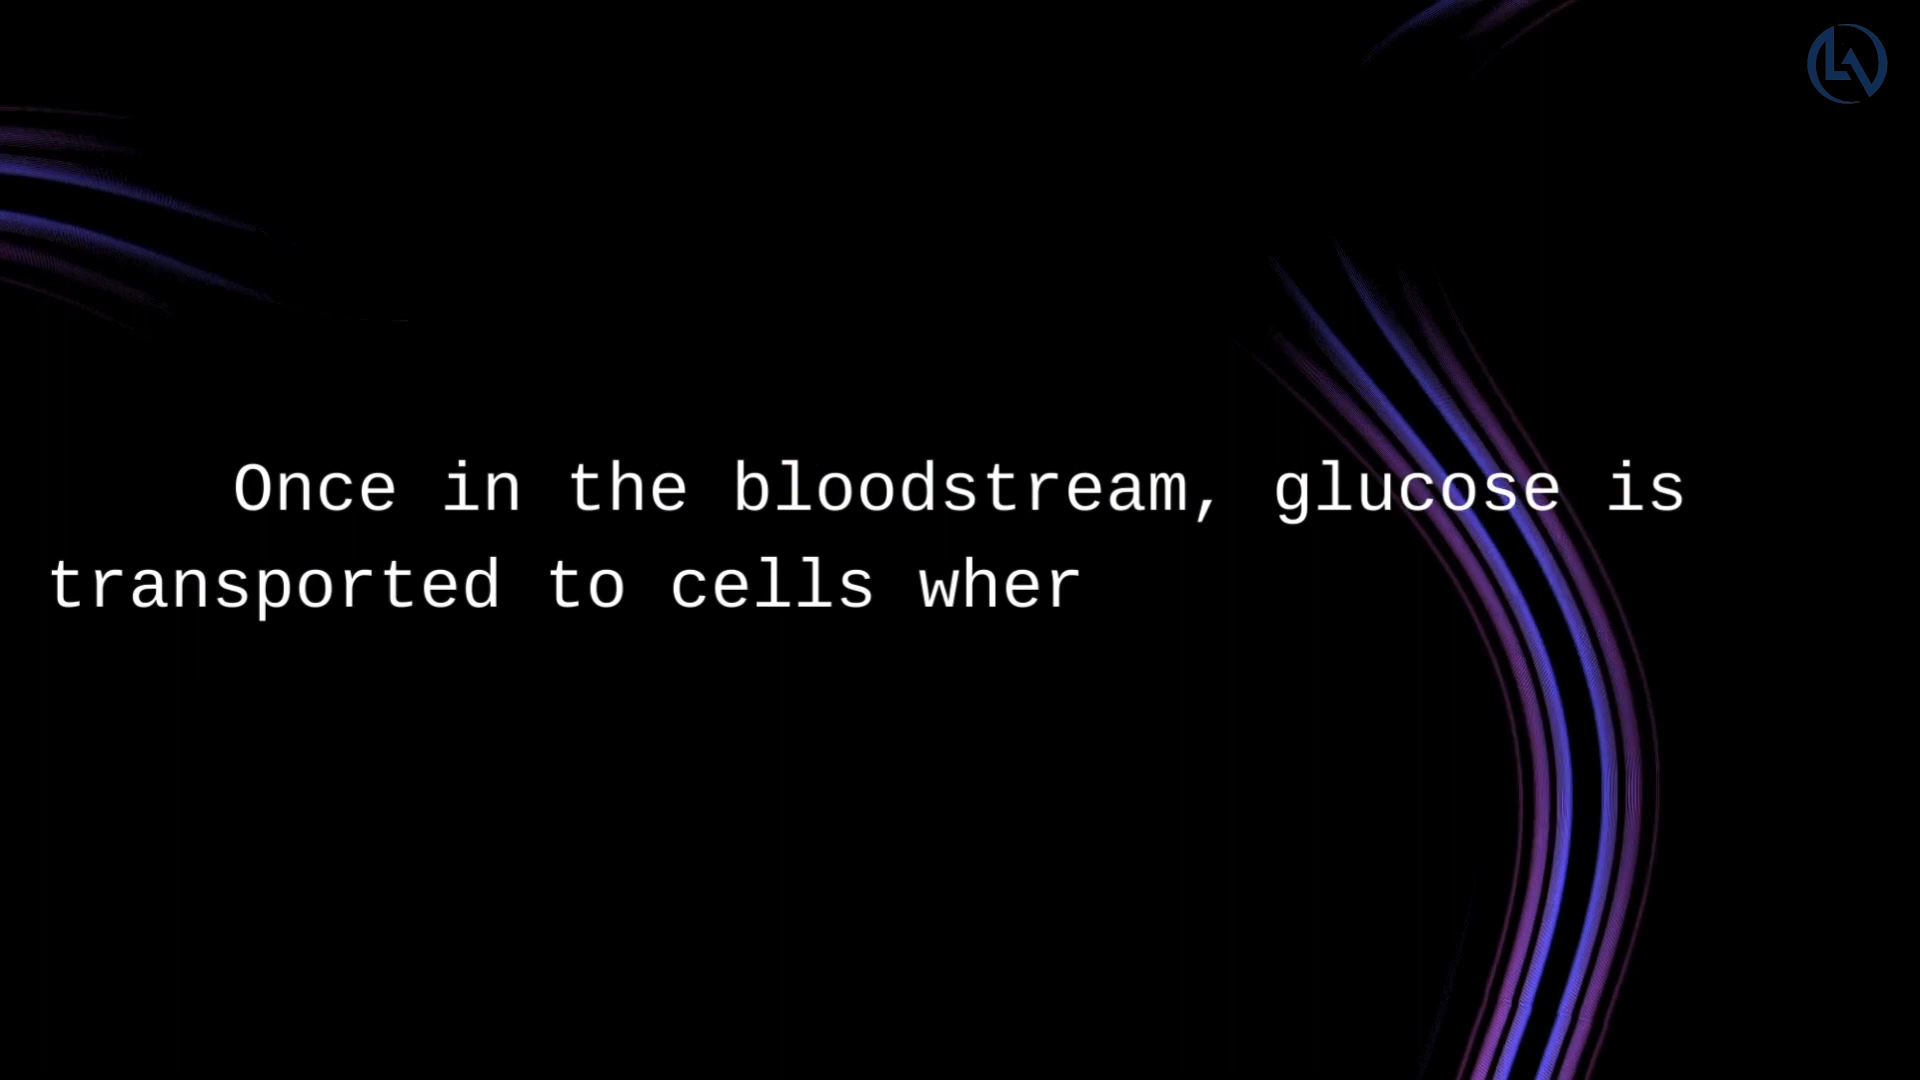 Once in the bloodstream, glucose is
transported to cells wher